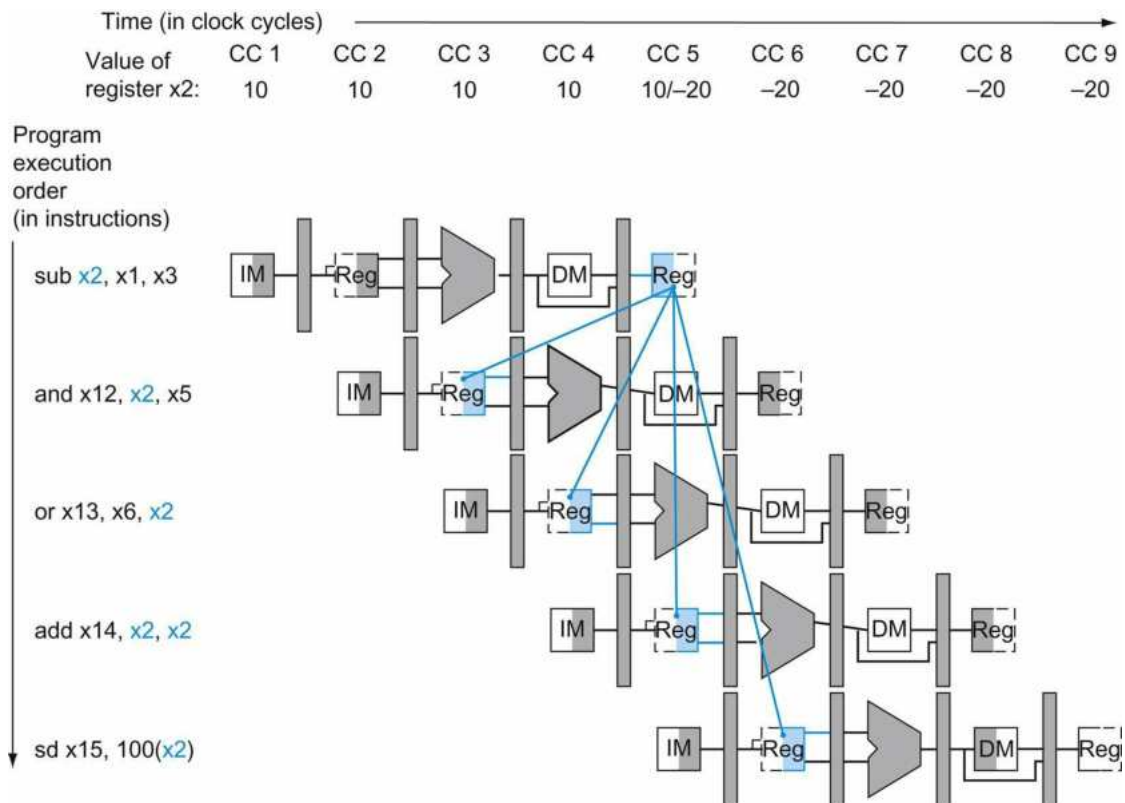 Time (in clock cycles)
CC 1 CC 2 CC 3 CC 4 CC 5 CC 6 CC 7 CC 8 CC 9
Value of
register x2: 10 10 10 10 10/–20 –20 –20 –20 –20
Program
execution
order
(in instructions)
sub x2, x1, x3 IM Reg DM Reg
and x12, x2, x5 IM Reg DM Reg
or x13, x6, x2 IM Reg DM Reg
add x14, x2, x2 IM Reg DM Reg
sd x15, 100(x2) IM Reg DM Reg